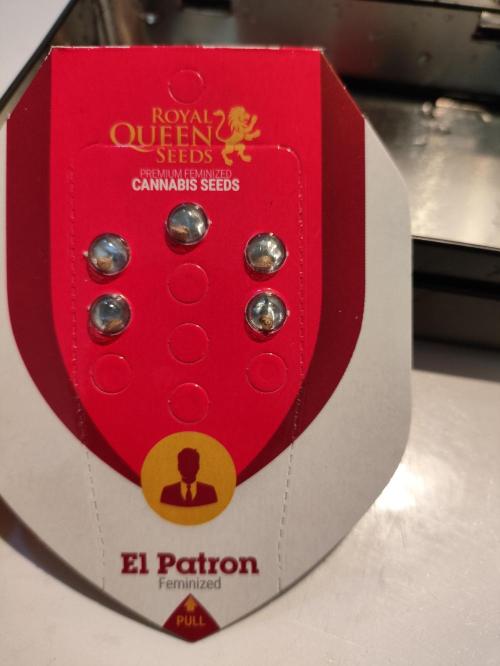 ROYAL
QUEEN
SEEDS
PREMIUM FEMINIZED
CANNABIS SEEDS
El Patron
Feminized
PULL